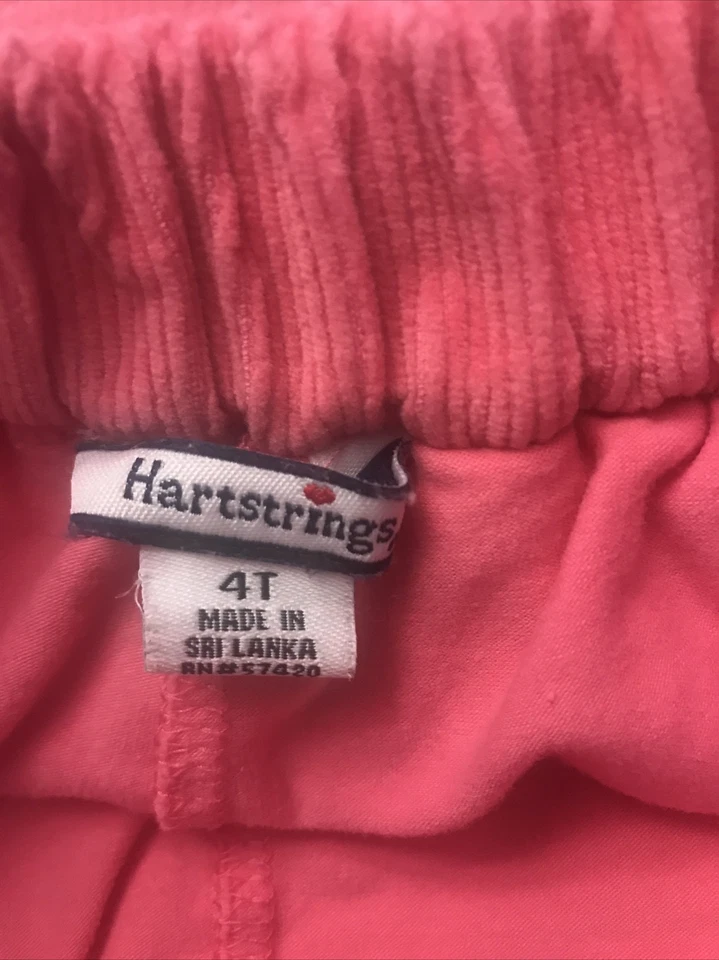 Hartstrings
4T
MADE IN
SRI LANKA
RN#57420